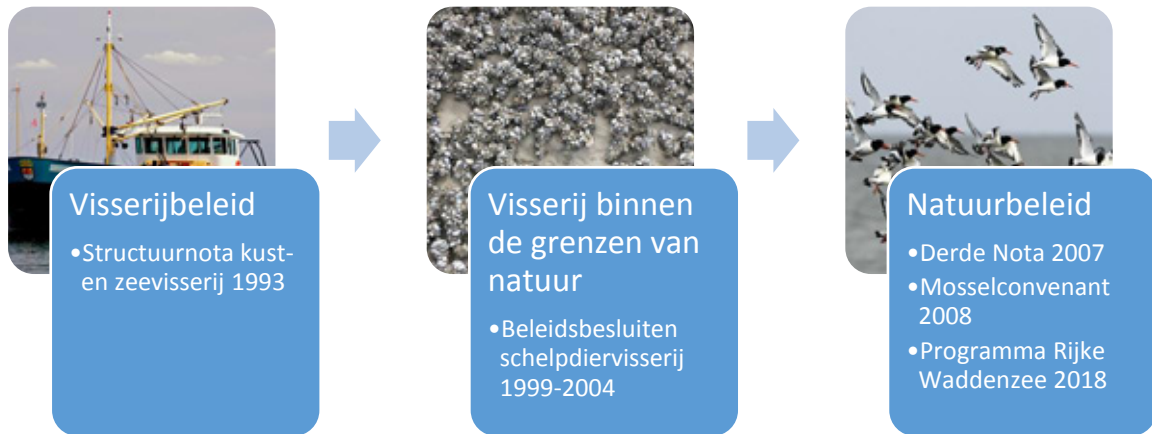 Visserijbeleid
•Structuurnota kust-
en zeevisserij 1993
Visserij binnen
de grenzen van
natuur
•Beleidsbesluiten
schelpdiervisserij
1999-2004
Natuurbeleid
•Derde Nota 2007
•Mosselconvenant
2008
•Programma Rijke
Waddenzee 2018